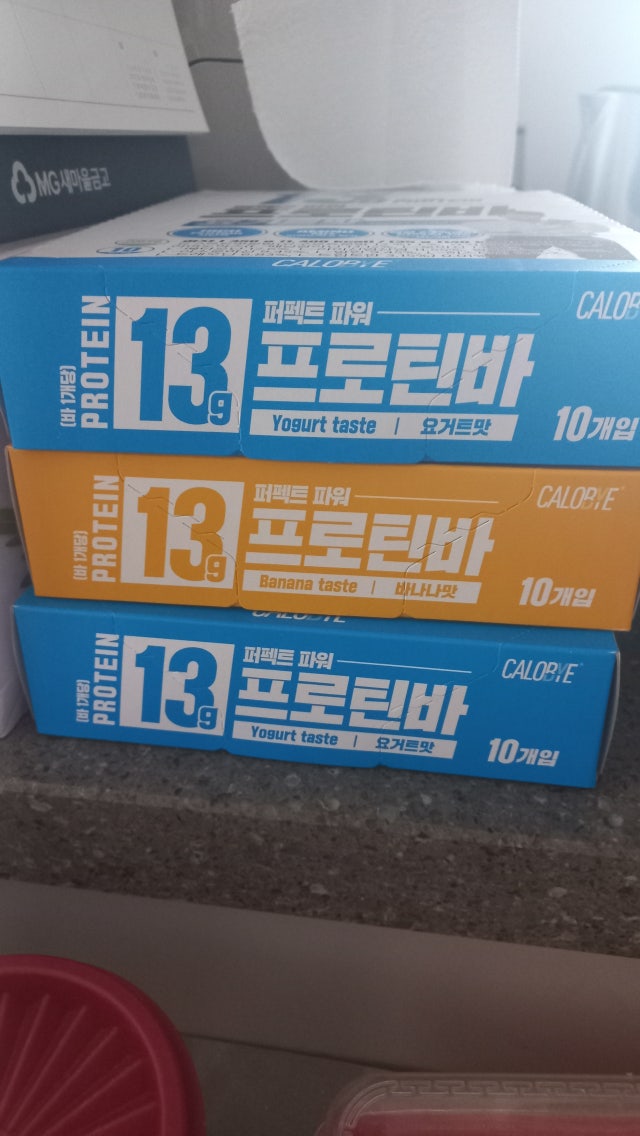 MG새마을금고
CALOBYE
(바 1개당)
PROTEIN
13g
퍼펙트 파워
프로틴바
Yogurt taste | 요거트맛
CALOB
10개입
(바 1개당)
PROTEIN
13g
퍼펙트 파워
프로틴바
Banana taste | 바나나맛
CALOBYE
10개입
CALOBYE
(바 1개당)
PROTEIN
13g
퍼펙트 파워
프로틴바
Yogurt taste | 요거트맛
CALOBYE
10개입